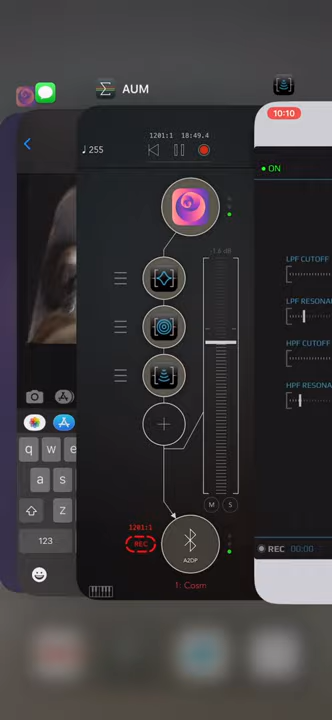 AUM
10:10
1201:1 18:49.4
♩ 255
ON
-1.6 dB
LPF CUTOFF
LPF RESONA
HPF CUTOFF
HPF RESONA
q w e
a s
z
123
M S
1201:1
REC
AZDP
REC 00:00
1: Cosm